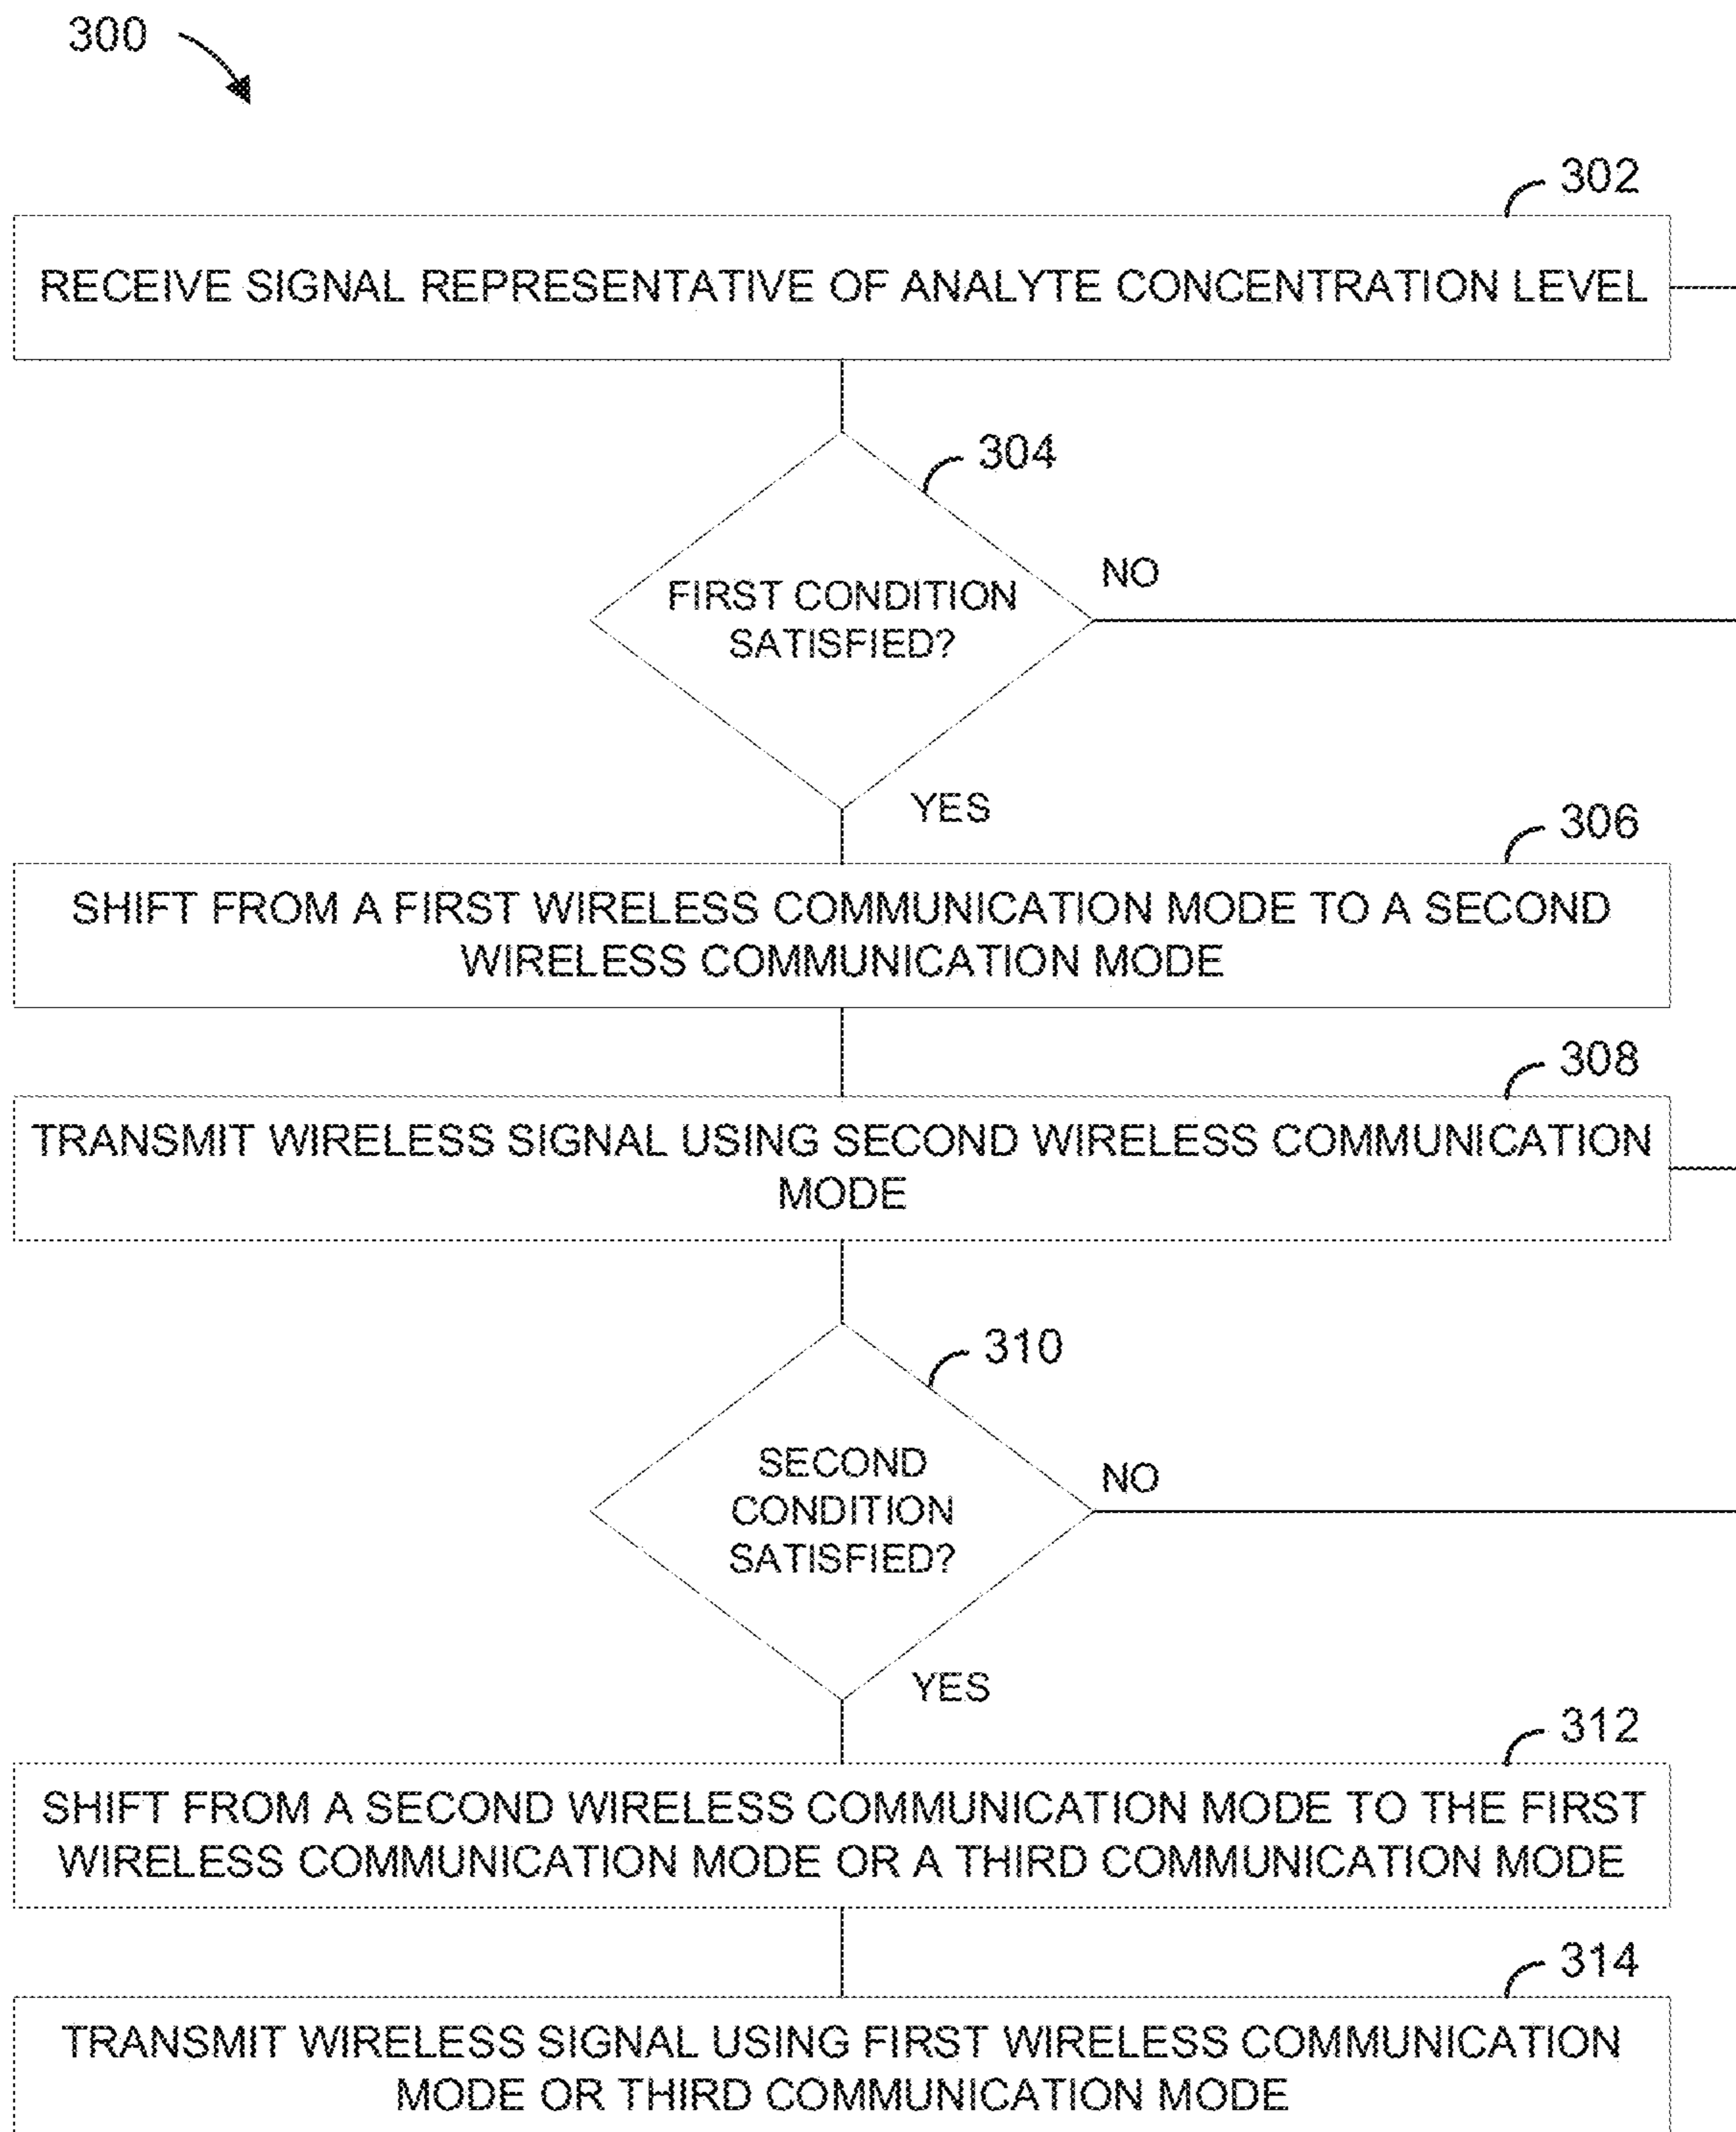 300
302
RECEIVE SIGNAL REPRESENTATIVE OF ANALYTE CONCENTRATION LEVEL
304
NO
FIRST CONDITION
SATISFIED?
YES
306
SHIFT FROM A FIRST WIRELESS COMMUNICATION MODE TO A SECOND
WIRELESS COMMUNICATION MODE
308
TRANSMIT WIRELESS SIGNAL USING SECOND WIRELESS COMMUNICATION
MODE
310
SECOND
NO
CONDITION
SATISFIED?
YES
312
SHIFT FROM A SECOND WIRELESS COMMUNICATION MODE TO THE FIRST
WIRELESS COMMUNICATION MODE OR A THIRD COMMUNICATION MODE
314
TRANSMIT WIRELESS SIGNAL USING FIRST WIRELESS COMMUNICATION
MODE OR THIRD COMMUNICATION MODE